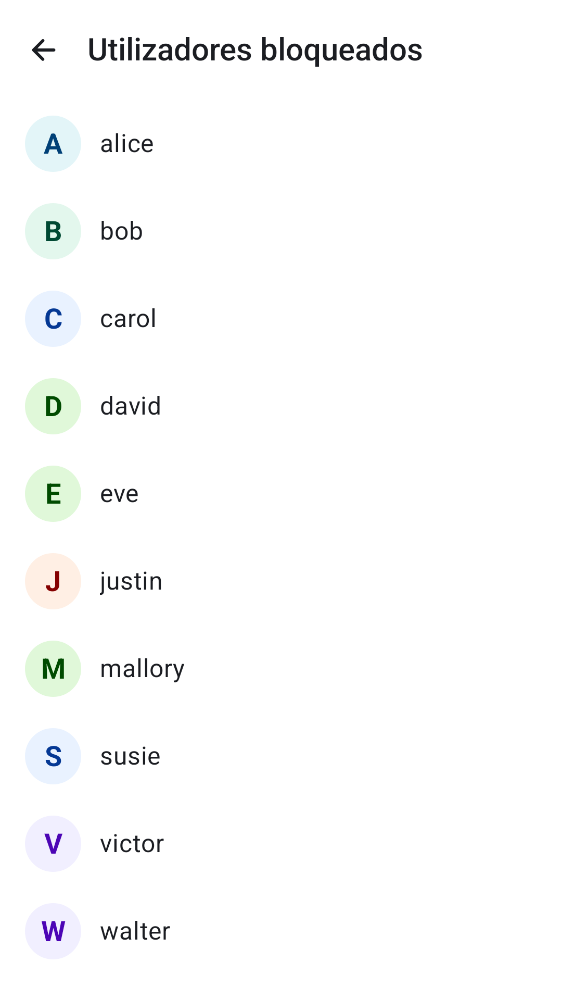 Utilizadores bloqueados
A alice
B bob
C carol
D david
E eve
J justin
M mallory
S susie
V victor
W walter